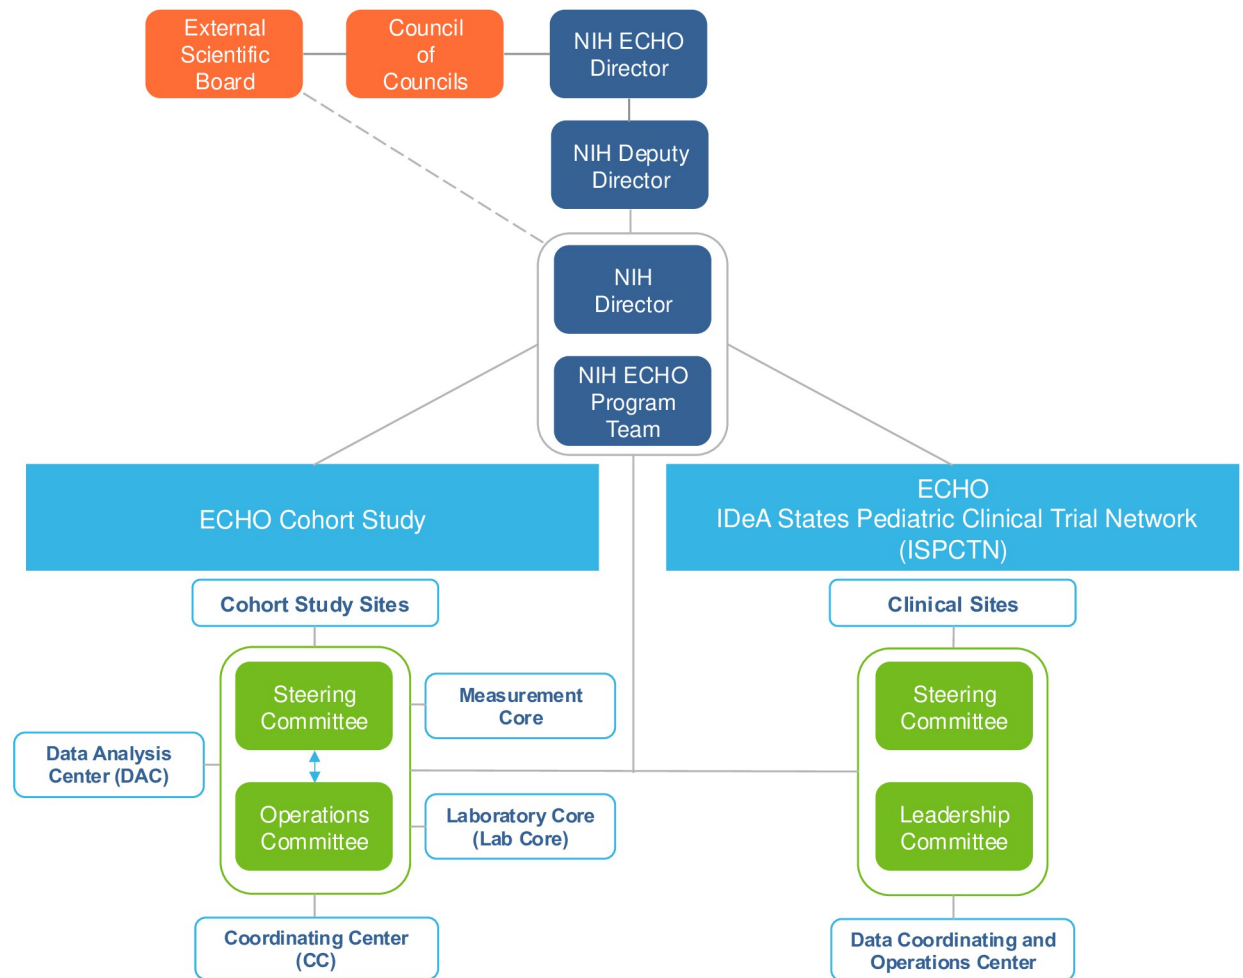 External
Scientific
Board
Council
of
Councils
NIH ECHO
Director
NIH Deputy
Director
NIH
Director
NIH ECHO
Program
Team
ECHO Cohort Study
ECHO
IDeA States Pediatric Clinical Trial Network
(ISPCTN)
Cohort Study Sites
Clinical Sites
Steering
Committee
Measurement
Core
Steering
Committee
Data Analysis
Center (DAC)
Operations
Committee
Laboratory Core
(Lab Core)
Leadership
Committee
Coordinating Center
(CC)
Data Coordinating and
Operations Center